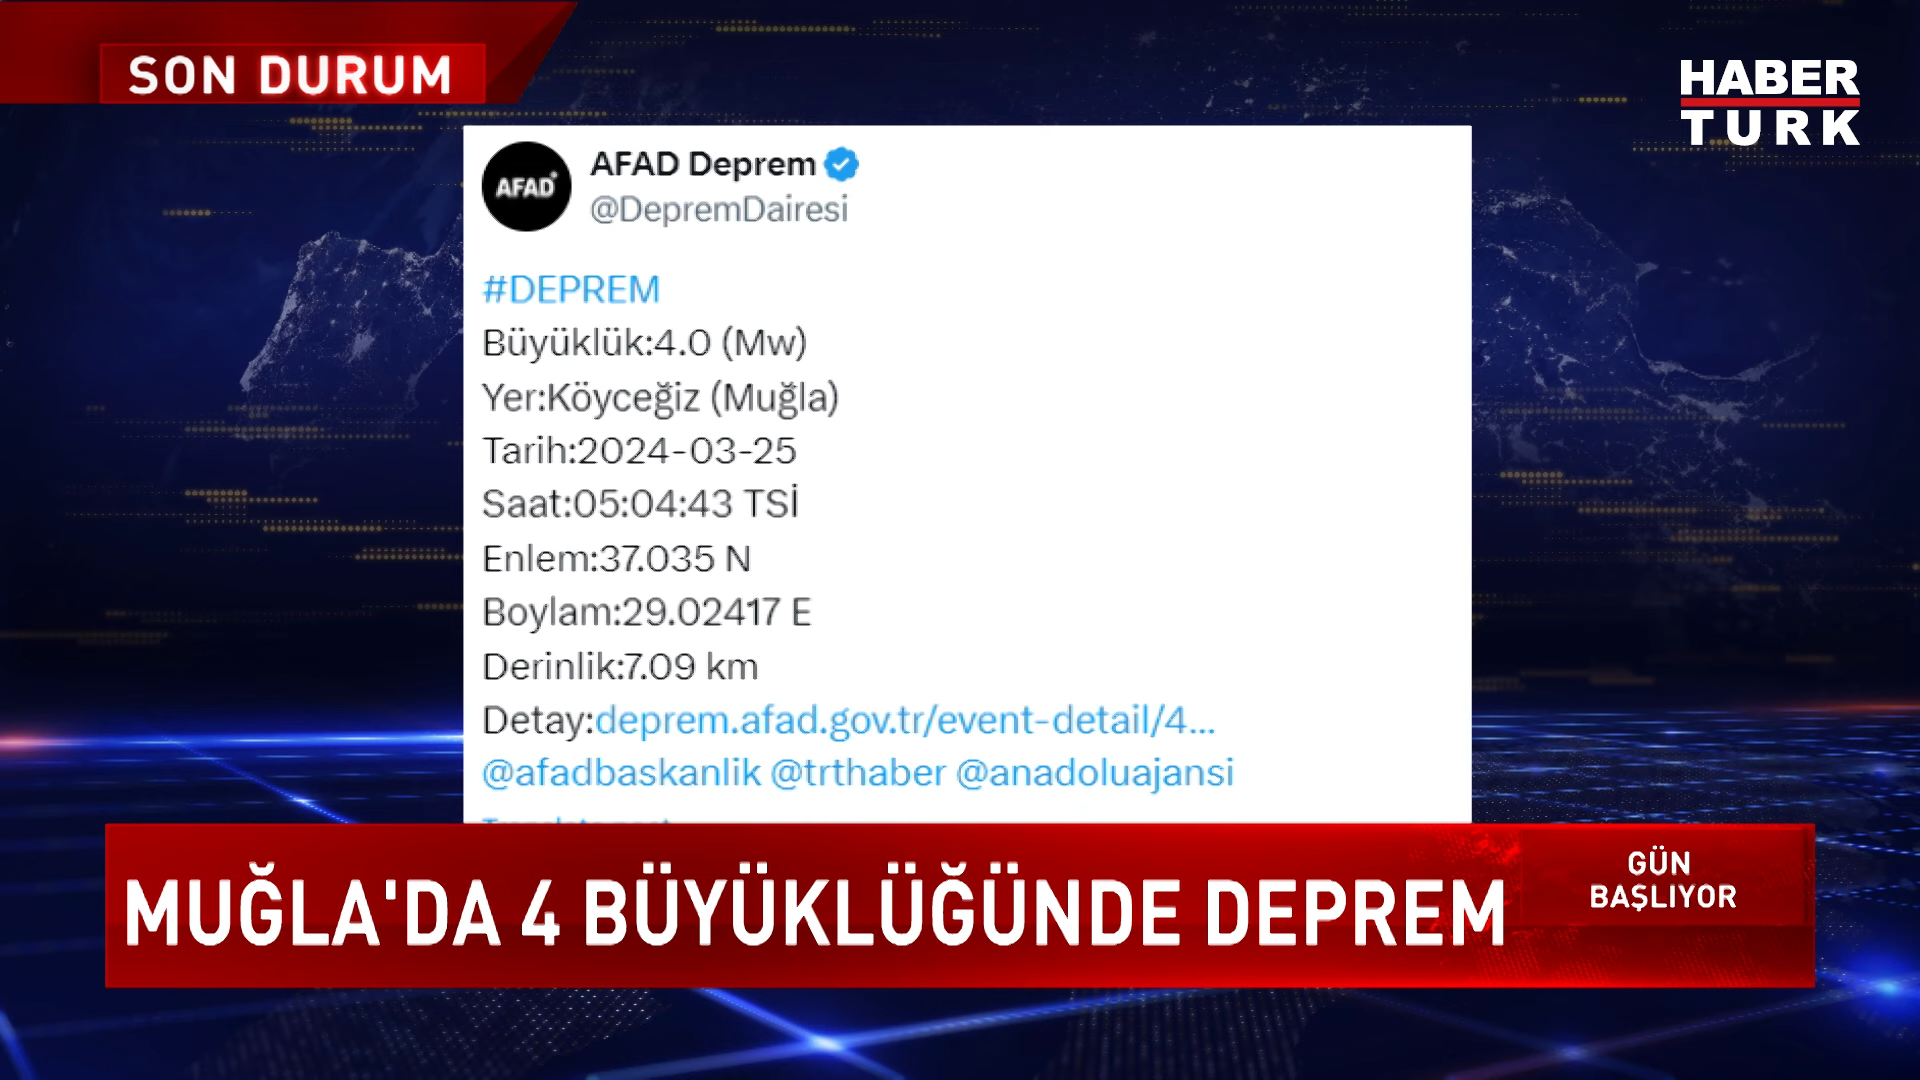 SON DURUM
HABER
TURK
AFAD
AFAD Deprem
@DepremDairesi
#DEPREM
Büyüklük:4.0 (Mw)
Yer:Köyceğiz (Muğla)
Tarih:2024-03-25
Saat:05:04:43 TSİ
Enlem:37.035 N
Boylam:29.02417 E
Derinlik:7.09 km
Detay:deprem.afad.gov.tr/event-detail/4...
@afadbaskanlik @trthaber @anadoluajansi
MUĞLA'DA 4 BÜYÜKLÜĞÜNDE DEPREM
GÜN
BAŞLIYOR